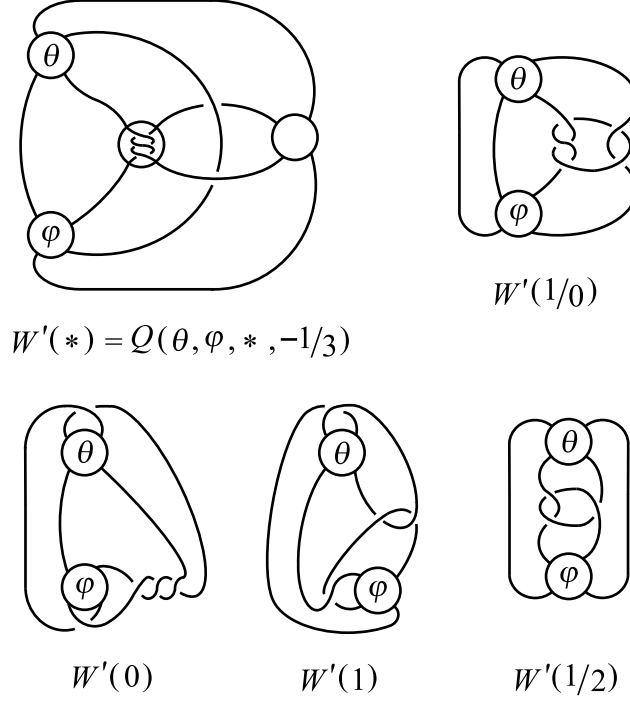 θ
φ
W′(∗) = Q(θ, φ, ∗, −1/3)
θ
φ
W′(1/0)
θ
φ
W′(0)
θ
φ
W′(1)
θ
φ
W′(1/2)